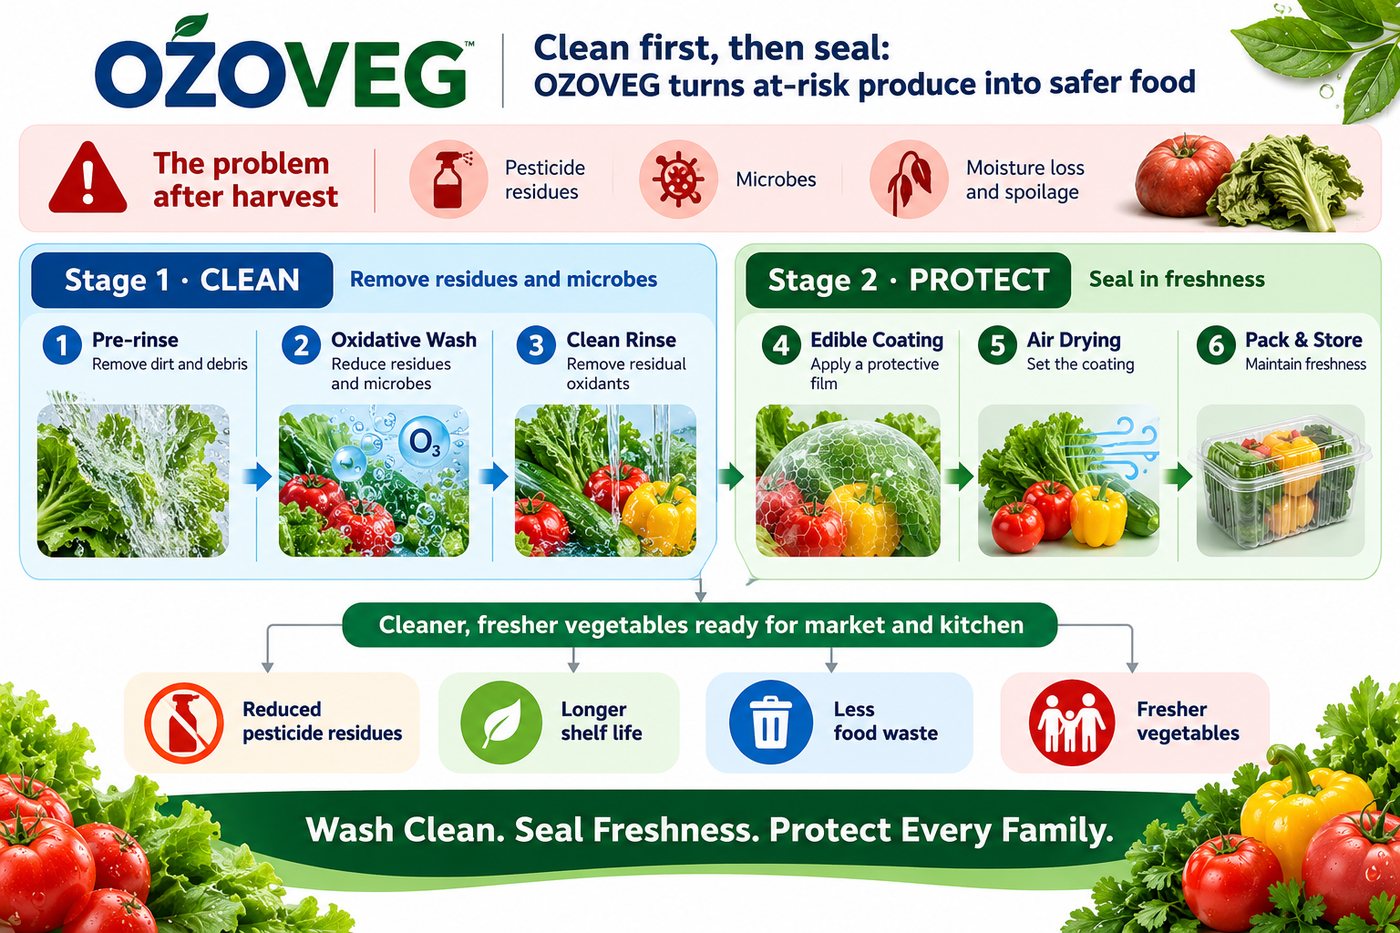 OZOVEG™
Clean first, then seal:
OZOVEG turns at-risk produce into safer food
The problem
after harvest
Pesticide
residues
Microbes
Moisture loss
and spoilage
Stage 1 · CLEAN
Remove residues and microbes
1 Pre-rinse
Remove dirt and debris
2 Oxidative Wash
Reduce residues
and microbes
O₃
3 Clean Rinse
Remove residual
oxidants
Stage 2 · PROTECT
Seal in freshness
4 Edible Coating
Apply a protective
film
5 Air Drying
Set the coating
6 Pack & Store
Maintain freshness
Cleaner, fresher vegetables ready for market and kitchen
Reduced
pesticide residues
Longer
shelf life
Less
food waste
Fresher
vegetables
Wash Clean. Seal Freshness. Protect Every Family.